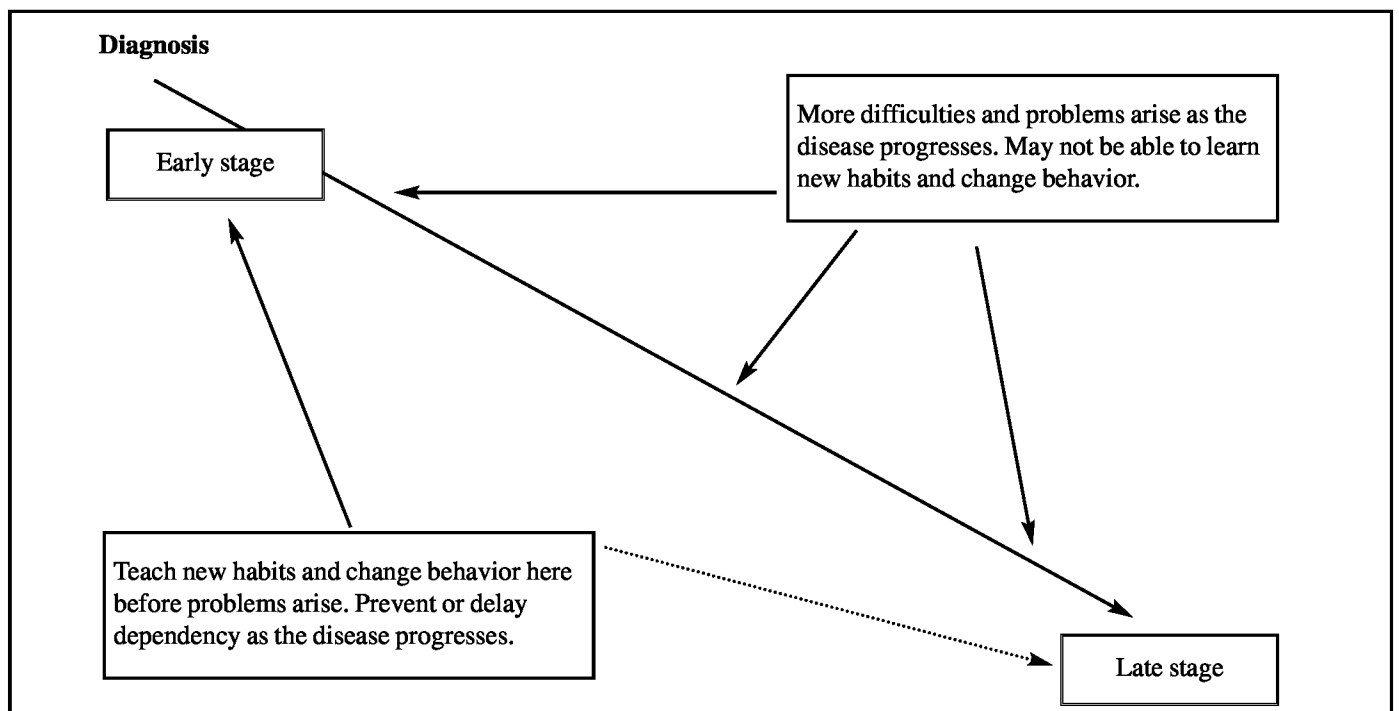 Diagnosis
Early stage
More difficulties and problems arise as the
disease progresses. May not be able to learn
new habits and change behavior.
Teach new habits and change behavior here
before problems arise. Prevent or delay
dependency as the disease progresses.
Late stage